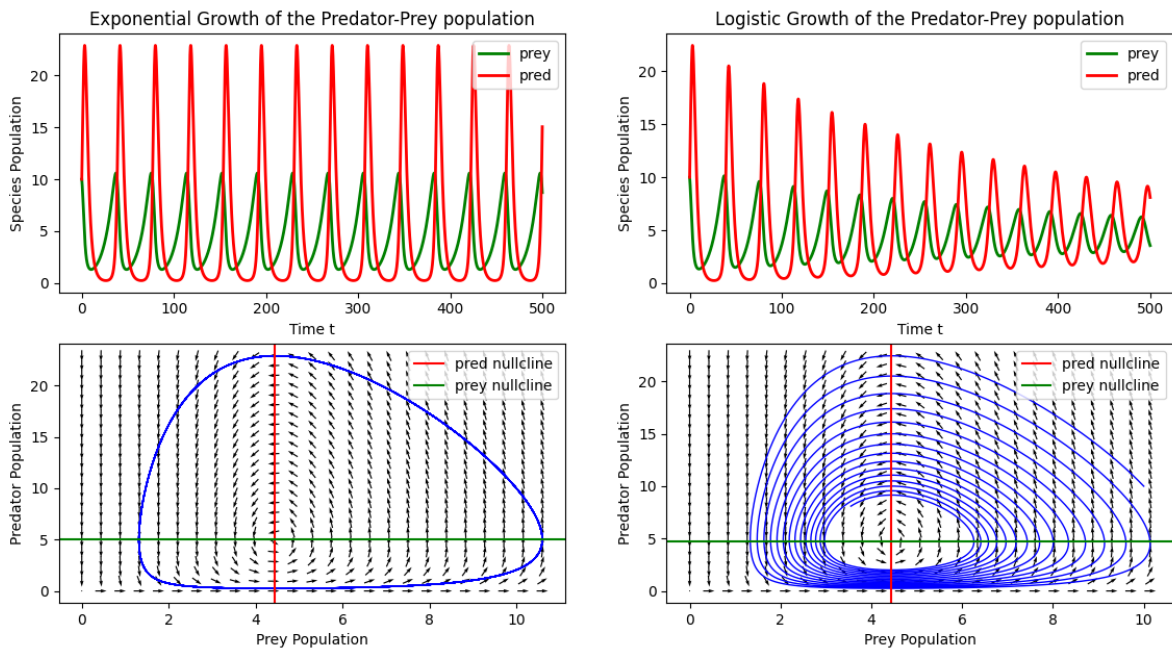 Exponential Growth of the Predator-Prey population
Species Population
20
15
10
5
0
prey
pred
0
100
200
300
400
500
Time t
Logistic Growth of the Predator-Prey population
Species Population
20
15
10
5
0
prey
pred
0
100
200
300
400
500
Time t
Predator Population
20
15
10
5
0
pred nullcline
prey nullcline
0
2
4
6
8
10
Prey Population
Predator Population
20
15
10
5
0
pred nullcline
prey nullcline
0
2
4
6
8
10
Prey Population